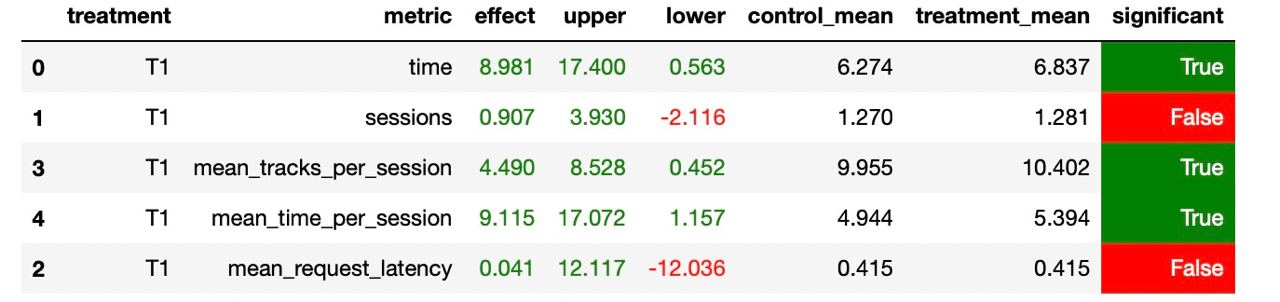 treatment metric effect upper lower control_mean treatment_mean significant
0 T1 time 8.981 17.400 0.563 6.274 6.837 True
1 T1 sessions 0.907 3.930 -2.116 1.270 1.281 False
3 T1 mean_tracks_per_session 4.490 8.528 0.452 9.955 10.402 True
4 T1 mean_time_per_session 9.115 17.072 1.157 4.944 5.394 True
2 T1 mean_request_latency 0.041 12.117 -12.036 0.415 0.415 False